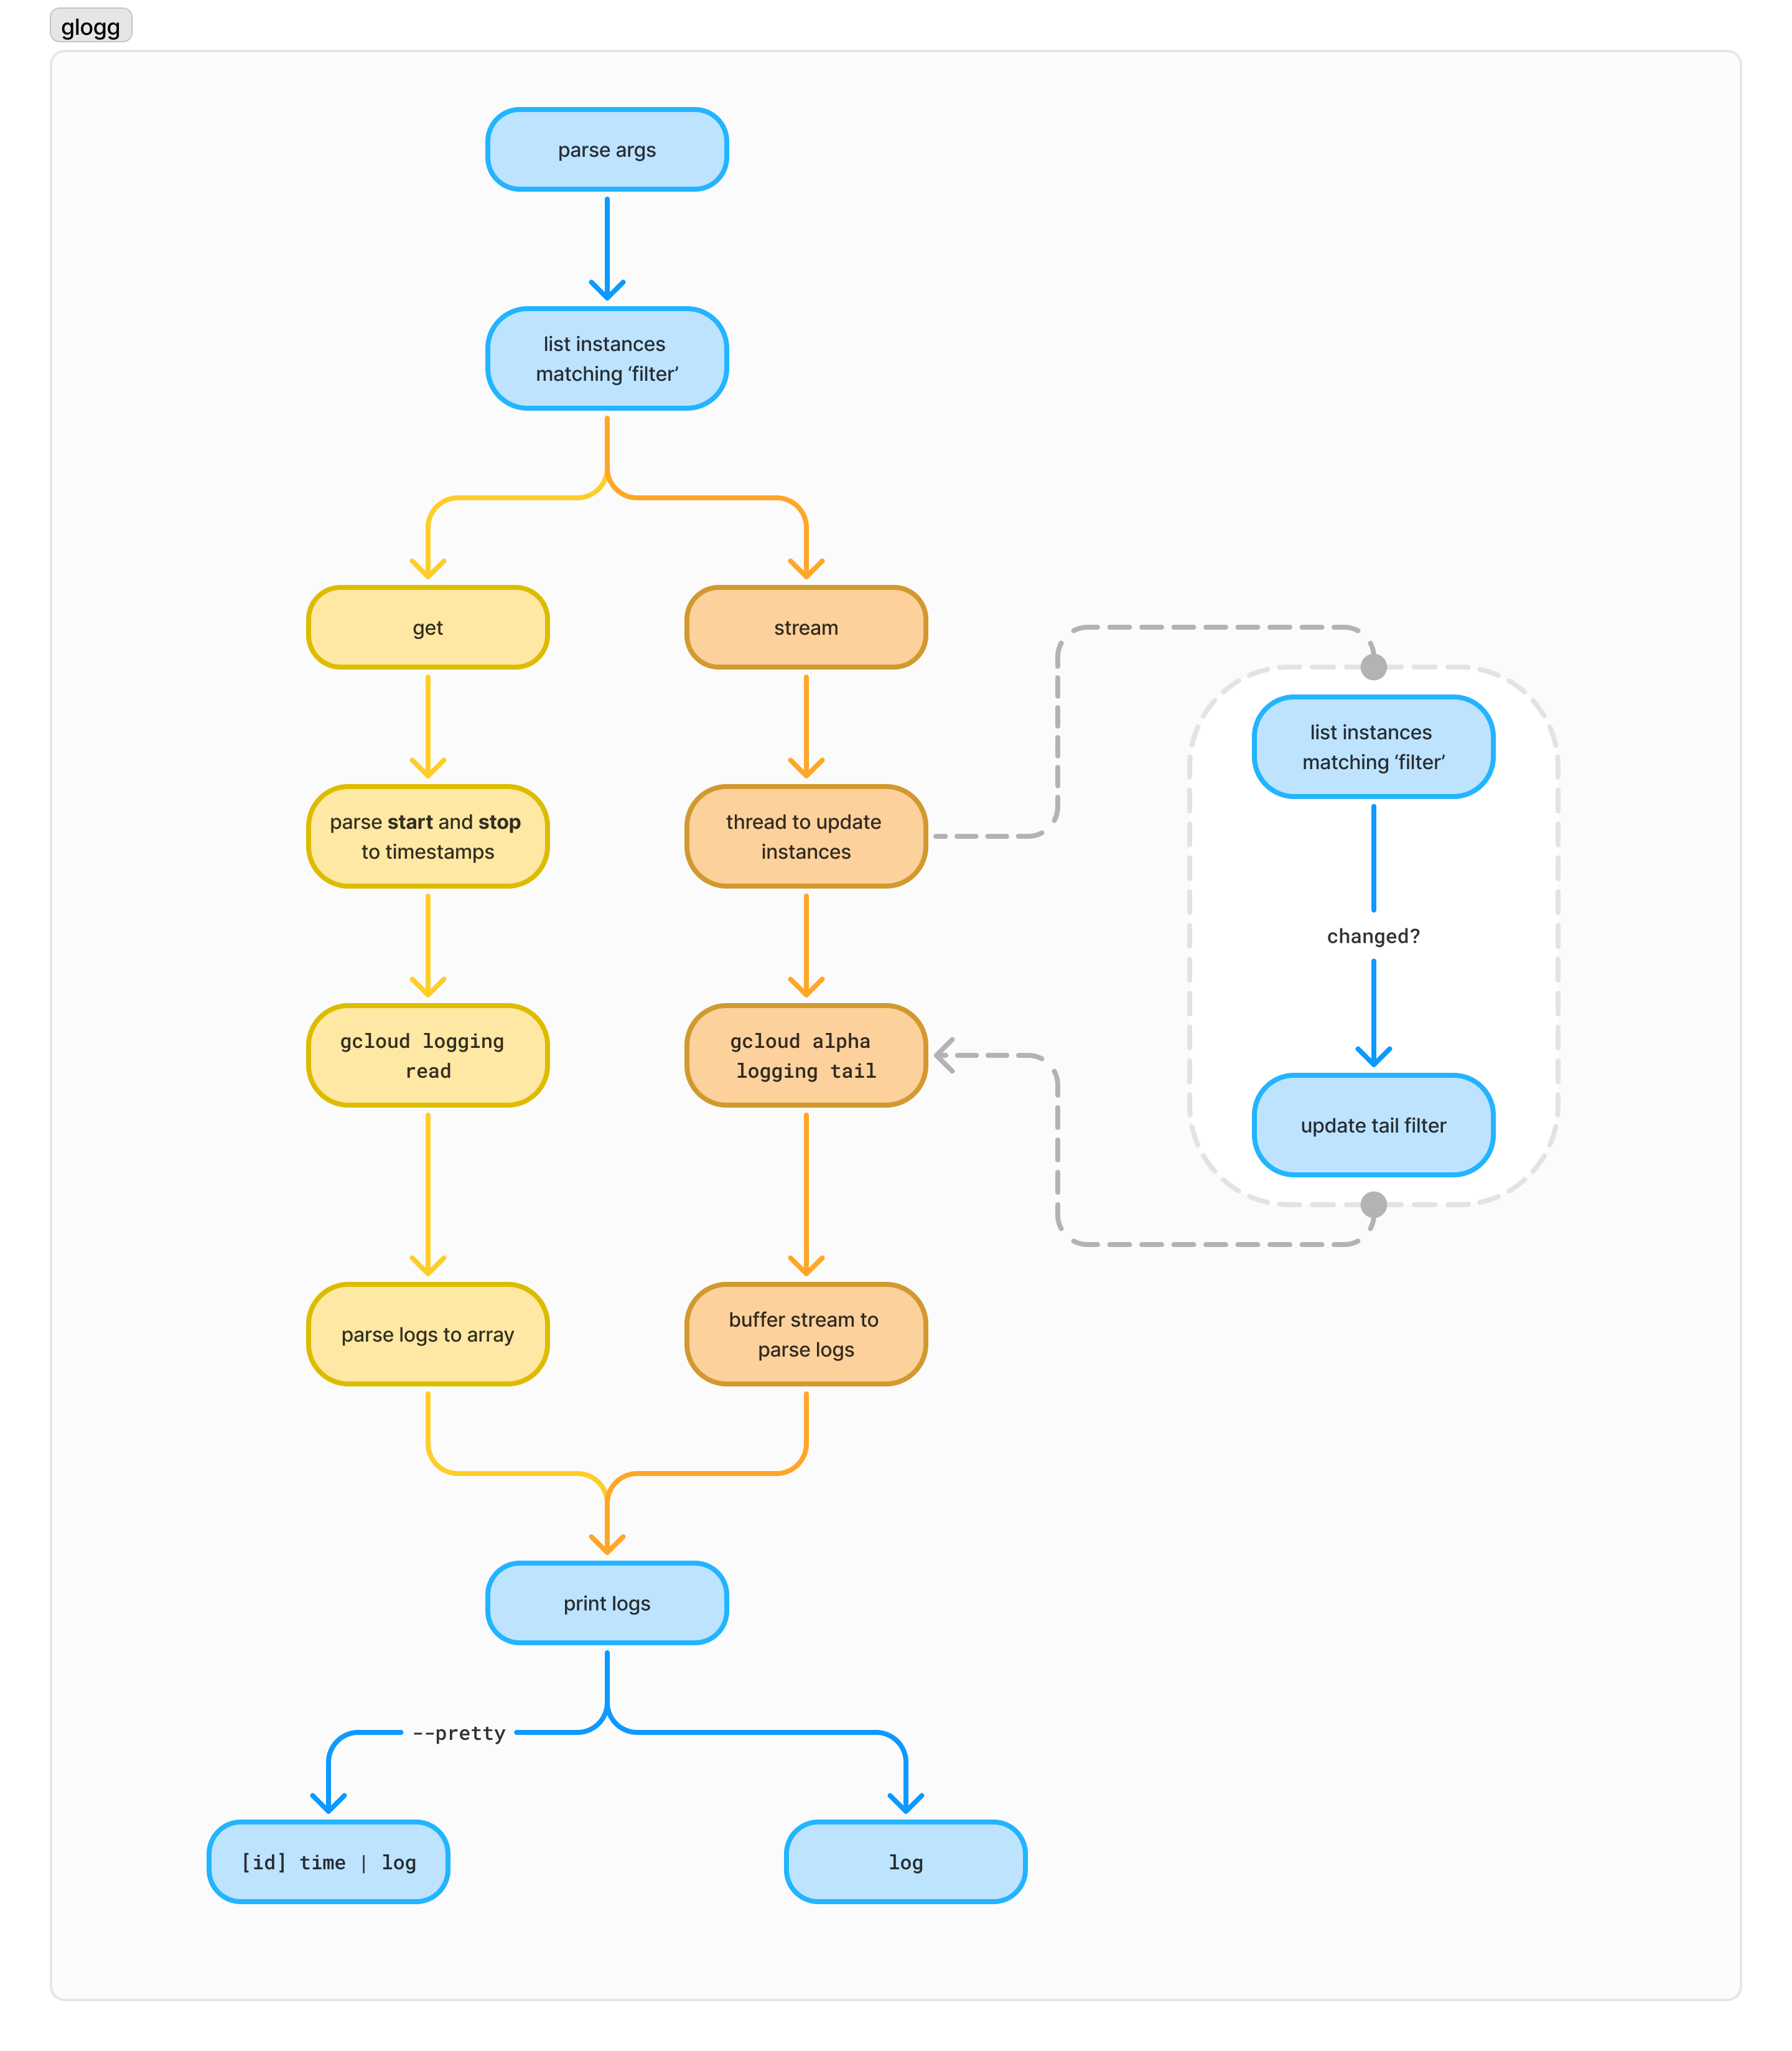 glogg
parse args
list instances
matching ‘filter’
get
stream
list instances
matching ‘filter’
parse start and stop
to timestamps
thread to update
instances
changed?
gcloud logging
read
gcloud alpha
logging tail
update tail filter
parse logs to array
buffer stream to
parse logs
print logs
--pretty
[id] time | log
log